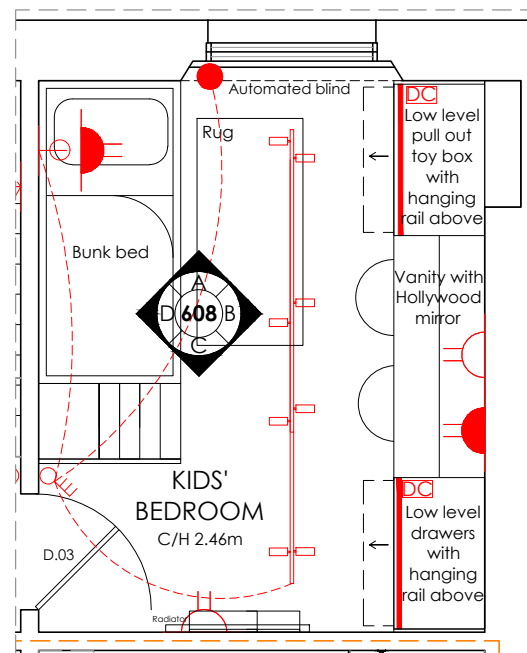 Automated blind
DC
Low level
pull out
toy box
with
hanging
rail above
Rug
Bunk bed
A
D
608
B
C
Vanity with
Hollywood
mirror
KIDS'
BEDROOM
C/H 2.46m
DC
Low level
drawers
with
hanging
rail above
D.03
Radiator